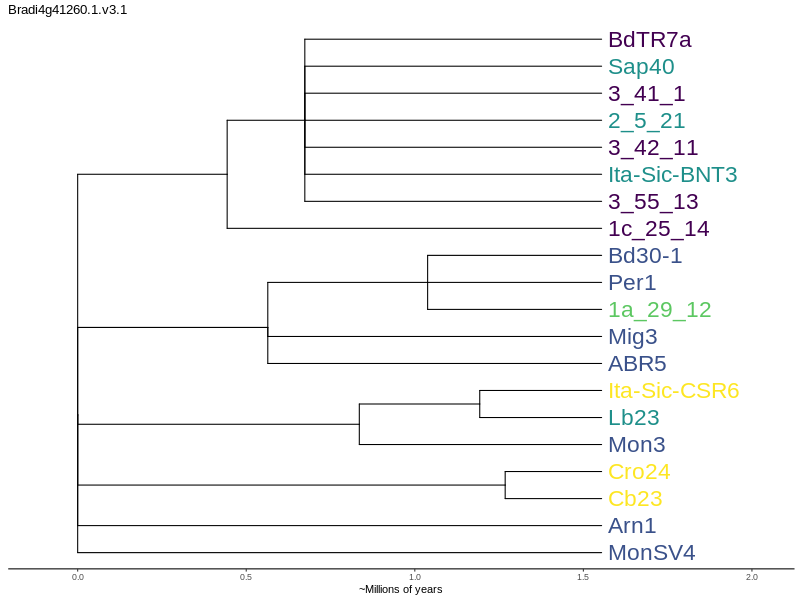 Bradi4g41260.1.v3.1
BdTR7a
Sap40
3_41_1
2_5_21
3_42_11
Ita-Sic-BNT3
3_55_13
1c_25_14
Bd30-1
Per1
1a_29_12
Mig3
ABR5
Ita-Sic-CSR6
Lb23
Mon3
Cro24
Cb23
Arn1
MonSV4
0.0 0.5 1.0 1.5 2.0
~Millions of years